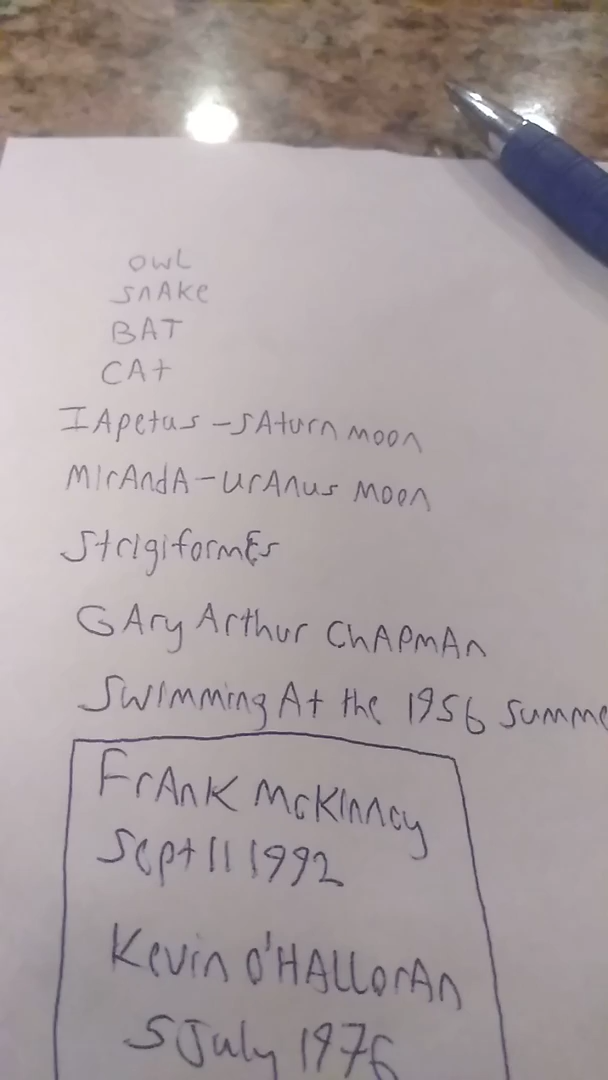 OWL
SNAKE
BAT
CAT
IApetus - SAturn moon
MirAndA - UrAnus Moon
StrigiformEs
GAry Arthur ChAPMAn
Swimming At the 1956 Summe
FrAnk McKinney
Sept 11 1992
Kevin O'HAllorAn
5 July 1976